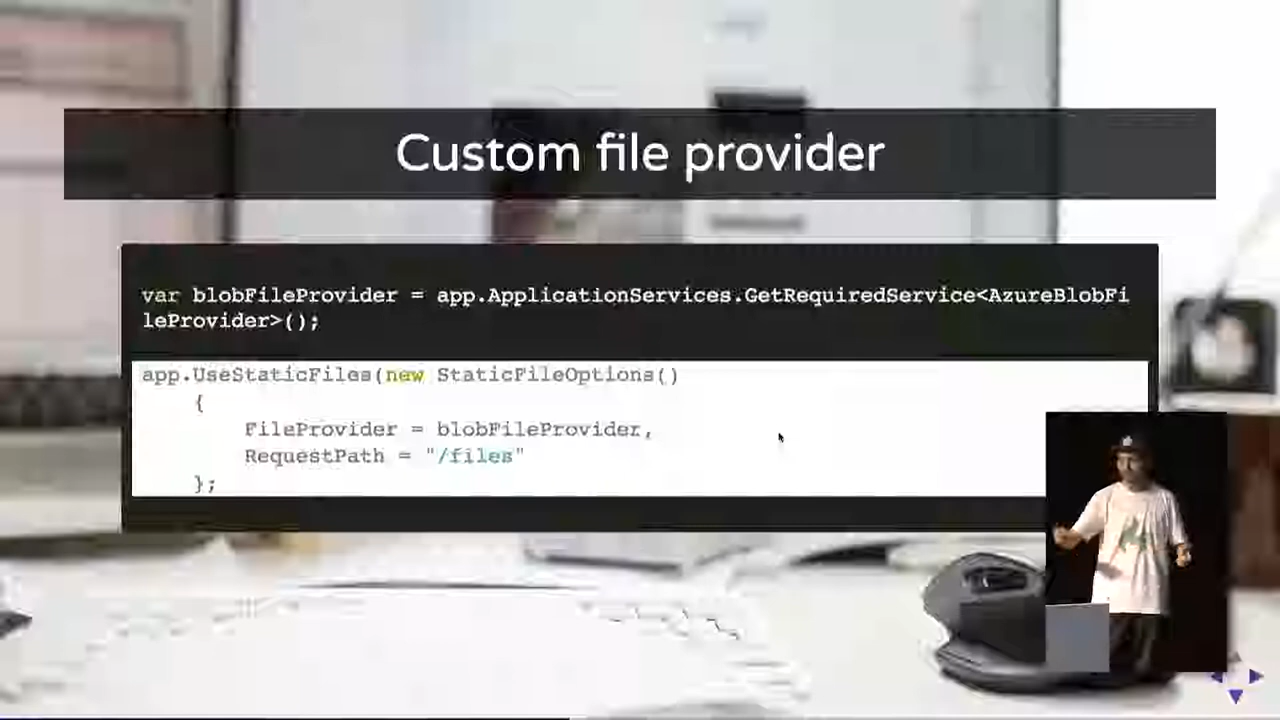 Custom file provider
var blobFileProvider = app.ApplicationServices.GetRequiredService<AzureBlobFi
leProvider>();
app.UseStaticFiles(new StaticFileOptions()
{
FileProvider = blobFileProvider,
RequestPath = "/files"
};